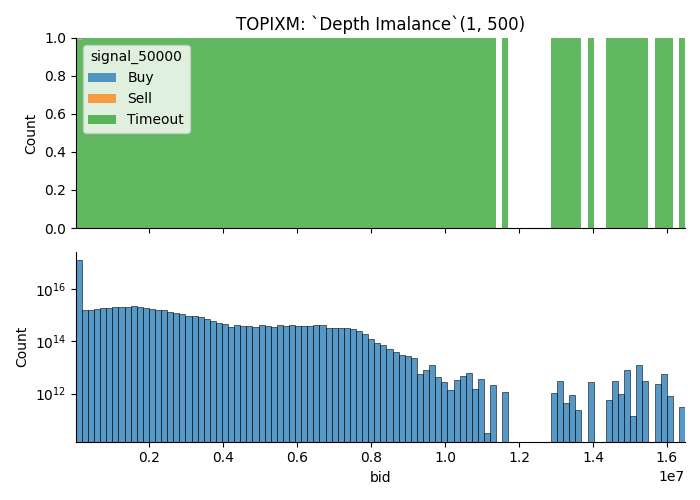 TOPIXM: `Depth Imalance`(1, 500)
1.0
0.8
0.6
0.4
0.2
0.0
Count
signal_50000
Buy
Sell
Timeout
10^16
10^14
10^12
Count
0.2 0.4 0.6 0.8 1.0 1.2 1.4 1.6
1e7
bid